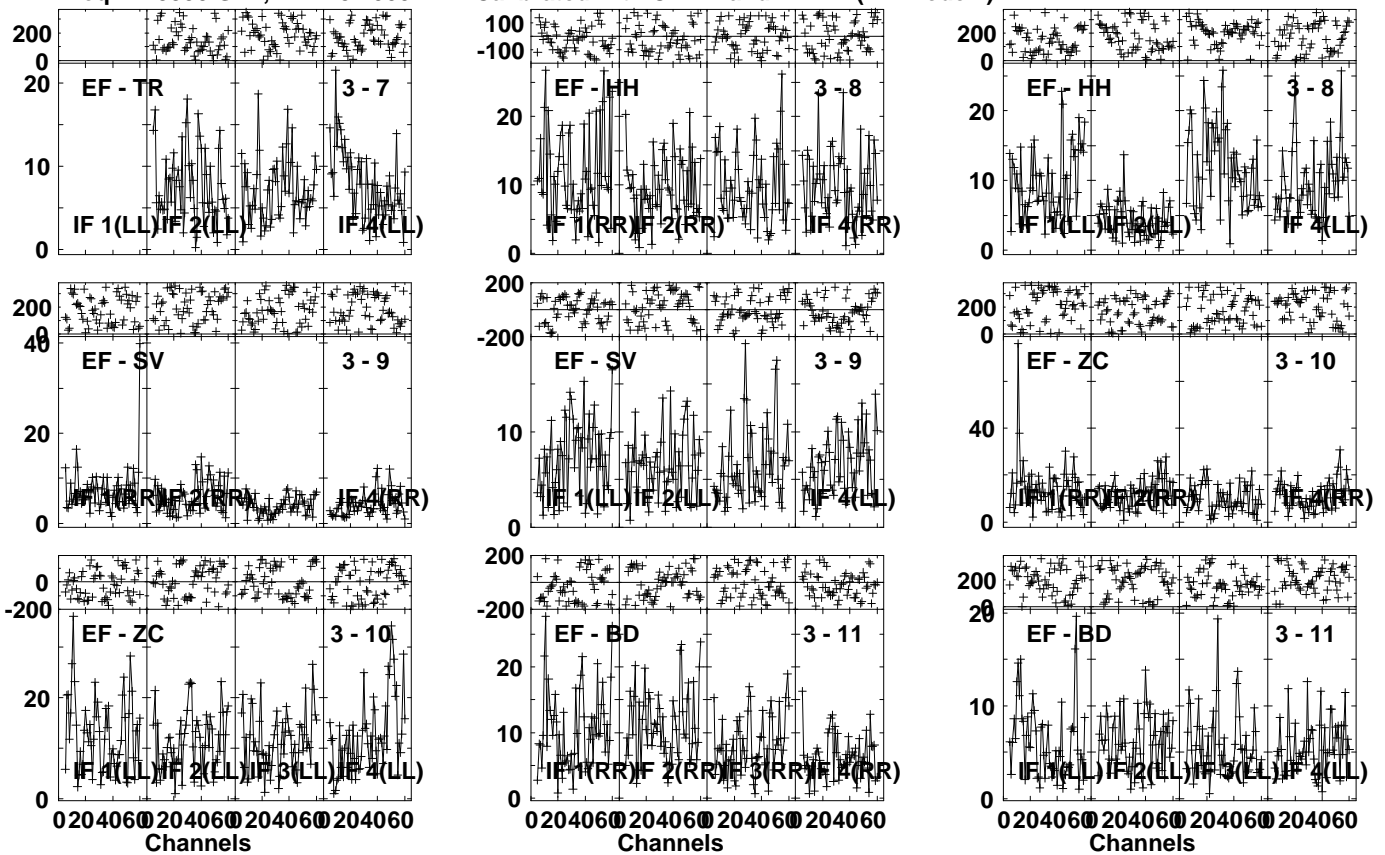 200
0
20
10
0
EF - TR
3 - 7
IF 1(LL)
IF 2(LL)
IF 4(LL)
100
-100
20
10
0
EF - HH
3 - 8
IF 1(RR)
IF 2(RR)
IF 4(RR)
200
0
20
10
0
EF - HH
3 - 8
IF 1(LL)
IF 2(LL)
IF 4(LL)
200
0
40
20
0
EF - SV
3 - 9
IF 1(RR)
IF 2(RR)
IF 4(RR)
200
-200
10
0
EF - SV
3 - 9
IF 1(LL)
IF 2(LL)
IF 4(LL)
200
0
40
20
0
EF - ZC
3 - 10
IF 1(RR)
IF 2(RR)
IF 4(RR)
0
-200
20
0
EF - ZC
3 - 10
IF 1(LL)
IF 2(LL)
IF 3(LL)
IF 4(LL)
0 20 40 60 0 20 40 60 0 20 40 60 0 20 40 60
Channels
200
-200
20
10
0
EF - BD
3 - 11
IF 1(RR)
IF 2(RR)
IF 3(RR)
IF 4(RR)
0 20 40 60 0 20 40 60 0 20 40 60 0 20 40 60
Channels
200
0
20
10
0
EF - BD
3 - 11
IF 1(LL)
IF 2(LL)
IF 3(LL)
IF 4(LL)
0 20 40 60 0 20 40 60 0 20 40 60 0 20 40 60
Channels